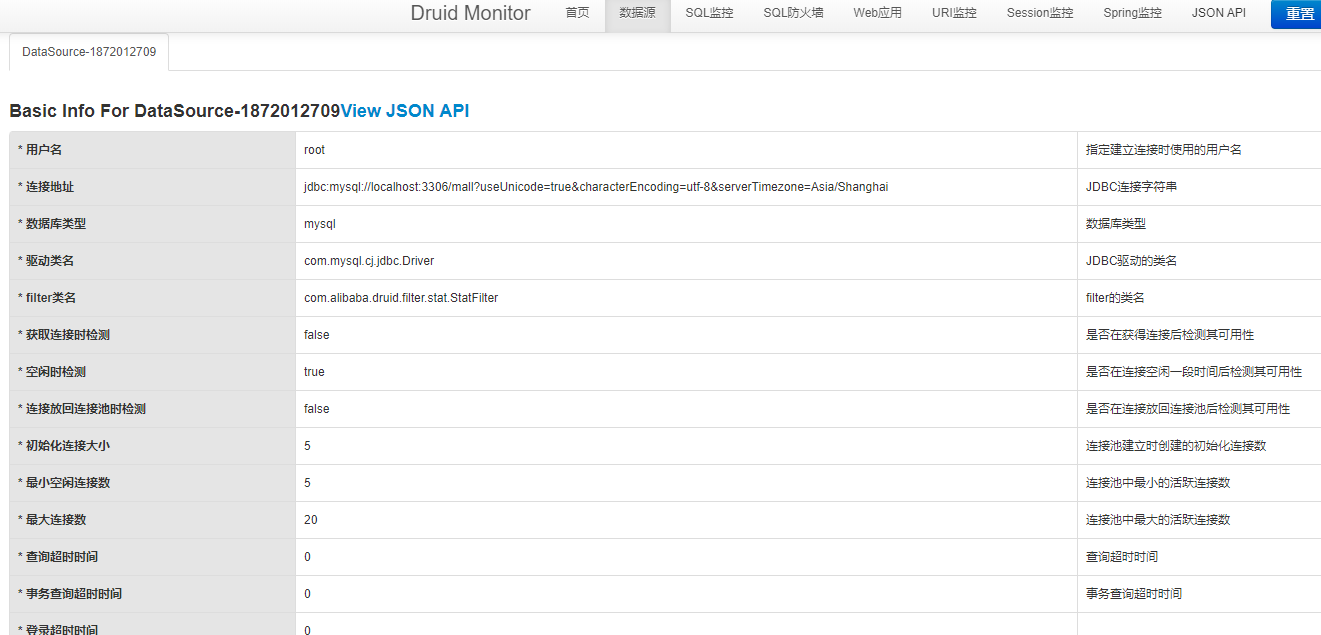 Druid Monitor 首页 数据源 SQL监控 SQL防火墙 Web应用 URI监控 Session监控 Spring监控 JSON API 重置
DataSource-1872012709
Basic Info For DataSource-1872012709View JSON API
* 用户名 root 指定建立连接时使用的用户名
* 连接地址 jdbc:mysql://localhost:3306/mall?useUnicode=true&characterEncoding=utf-8&serverTimezone=Asia/Shanghai JDBC连接字符串
* 数据库类型 mysql 数据库类型
* 驱动类名 com.mysql.cj.jdbc.Driver JDBC驱动的类名
* filter类名 com.alibaba.druid.filter.stat.StatFilter filter的类名
* 获取连接时检测 false 是否在获得连接后检测其可用性
* 空闲时检测 true 是否在连接空闲一段时间后检测其可用性
* 连接放回连接池时检测 false 是否在连接放回连接池后检测其可用性
* 初始化连接大小 5 连接池建立时创建的初始化连接数
* 最小空闲连接数 5 连接池中最小的活跃连接数
* 最大连接数 20 连接池中最大的活跃连接数
* 查询超时时间 0 查询超时时间
* 事务查询超时时间 0 事务查询超时时间
* 登录超时时间 0